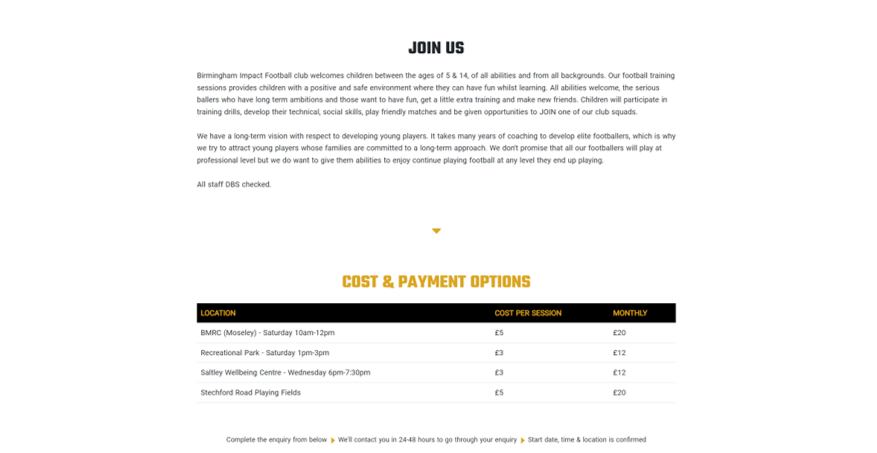 JOIN US
Birmingham Impact Football club welcomes children between the ages of 5 & 14, of all abilities and from all backgrounds. Our football training
sessions provides children with a positive and safe environment where they can have fun whilst learning. All abilities welcome, the serious
ballers who have long term ambitions and those want to have fun, get a little extra training and make new friends. Children will participate in
training drills, develop their technical, social skills, play friendly matches and be given opportunities to JOIN one of our club squads.
We have a long-term vision with respect to developing young players. It takes many years of coaching to develop elite footballers, which is why
we try to attract young players whose families are committed to a long-term approach. We don't promise that all our footballers will play at
professional level but we do want to give them abilities to enjoy continue playing football at any level they end up playing.
All staff DBS checked.
COST & PAYMENT OPTIONS
LOCATION COST PER SESSION MONTHLY
BMRC (Moseley) - Saturday 10am-12pm £5 £20
Recreational Park - Saturday 1pm-3pm £3 £12
Saltley Wellbeing Centre - Wednesday 6pm-7:30pm £3 £12
Stechford Road Playing Fields £5 £20
Complete the enquiry from below We'll contact you in 24-48 hours to go through your enquiry Start date, time & location is confirmed